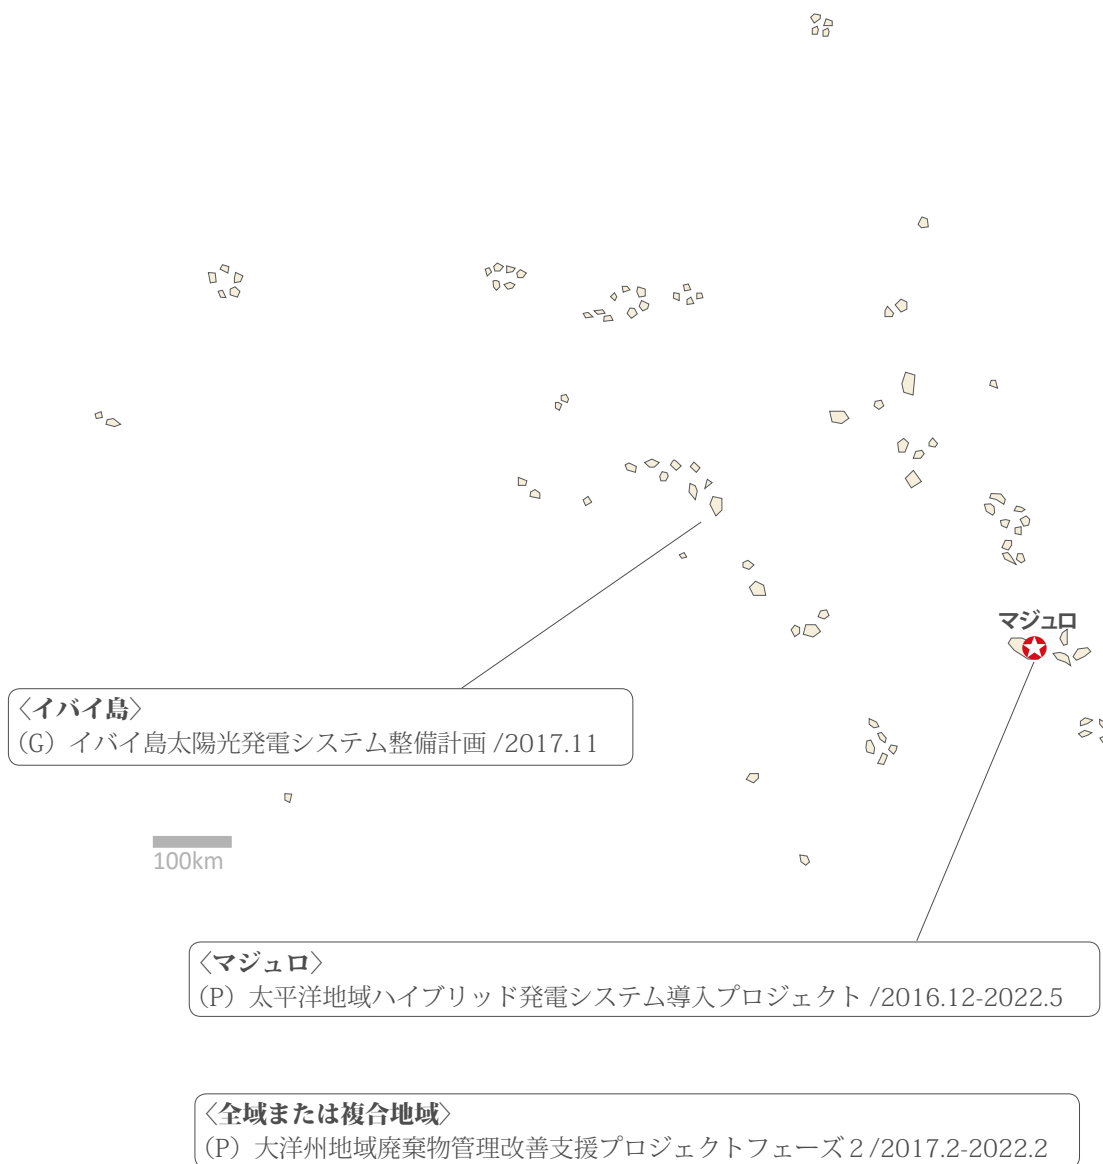 マジュロ
〈イバイ島〉
(G) イバイ島太陽光発電システム整備計画 /2017.11
100km
〈マジュロ〉
(P) 太平洋地域ハイブリッド発電システム導入プロジェクト /2016.12-2022.5
〈全域または複合地域〉
(P) 大洋州地域廃棄物管理改善支援プロジェクトフェーズ 2 /2017.2-2022.2